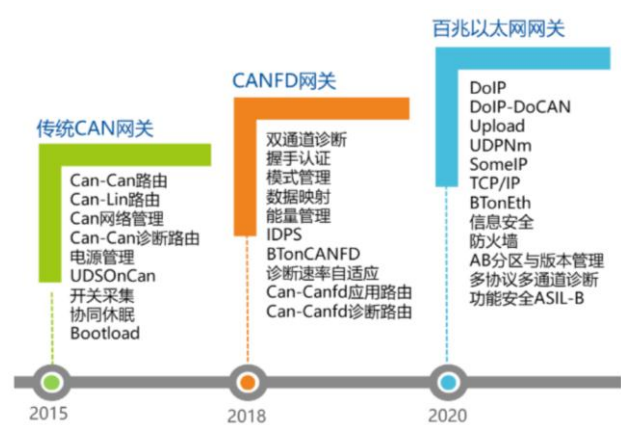 传统CAN网关
Can-Can路由
Can-Lin路由
Can网络管理
Can-Can诊断路由
电源管理
UDSOnCan
开关采集
协同休眠
Bootload
2015
CANFD网关
双通道诊断
握手认证
模式管理
数据映射
能量管理
IDPS
BTonCANFD
诊断速率自适应
Can-Canfd应用路由
Can-Canfd诊断路由
2018
百兆以太网网关
DoIP
DoIP-DoCAN
Upload
UDPNm
SomeIP
TCP/IP
BTonEth
信息安全
防火墙
AB分区与版本管理
多协议多通道诊断
功能安全ASIL-B
2020